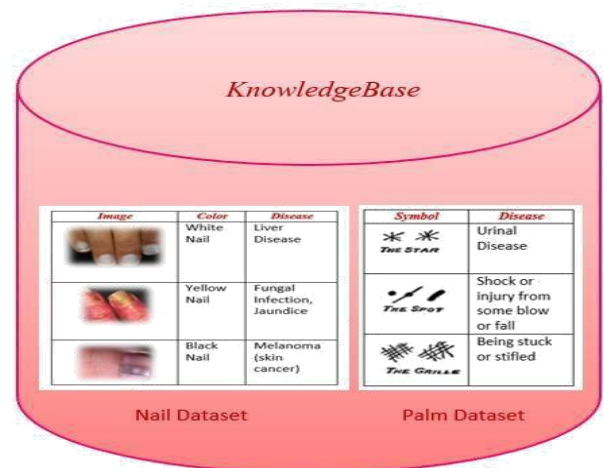 KnowledgeBase
Image Color Disease
White Liver
Nail Disease
Yellow Fungal
Nail Infection,
Jaundice
Black Melanoma
Nail (skin
cancer)
Nail Dataset
Symbol Disease
Urinal
Disease
THE STAR
Shock or
injury from
some blow
or fall
THE SPOT
Being stuck
or stifled
THE GRILLE
Palm Dataset